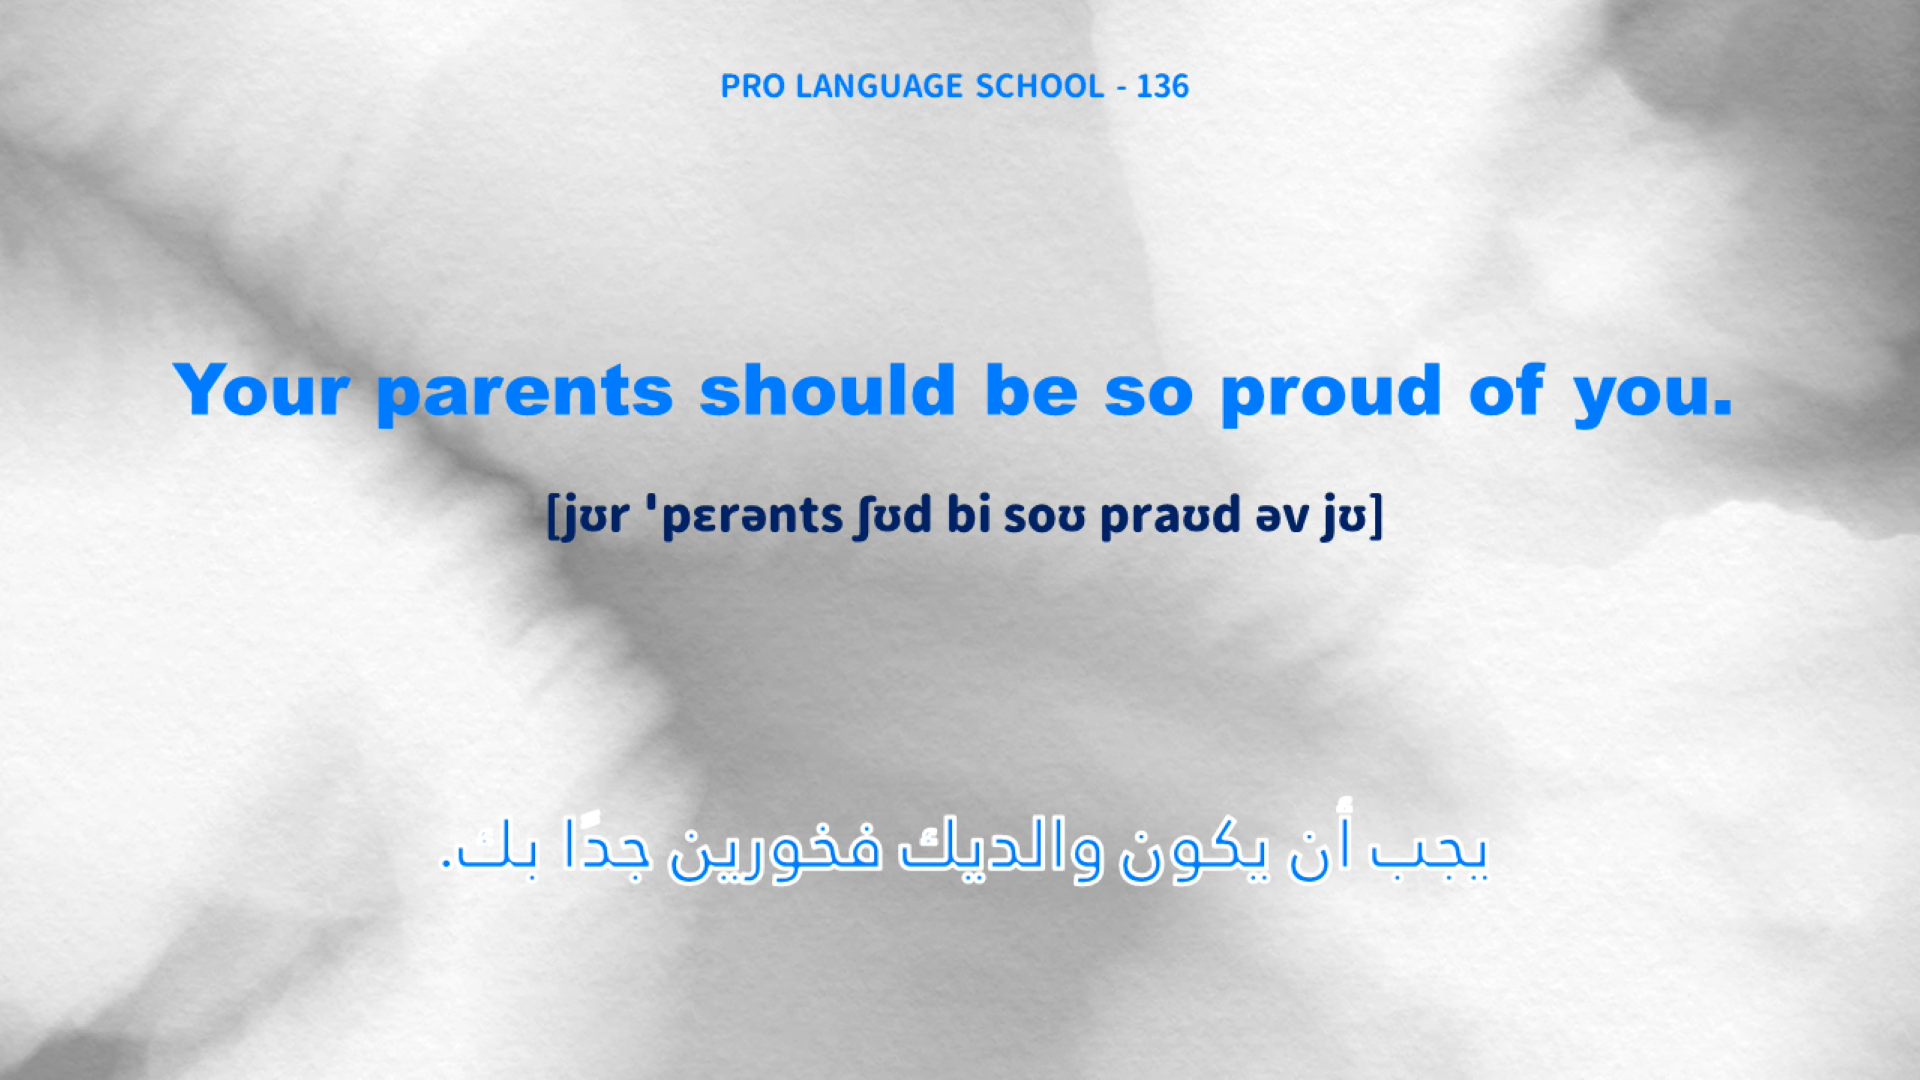 PRO LANGUAGE SCHOOL - 136
Your parents should be so proud of you.
[jʊr ˈpɛrənts ʃʊd bi soʊ praʊd əv jʊ]
يجب أن يكون والديك فخورين جدًا بك.